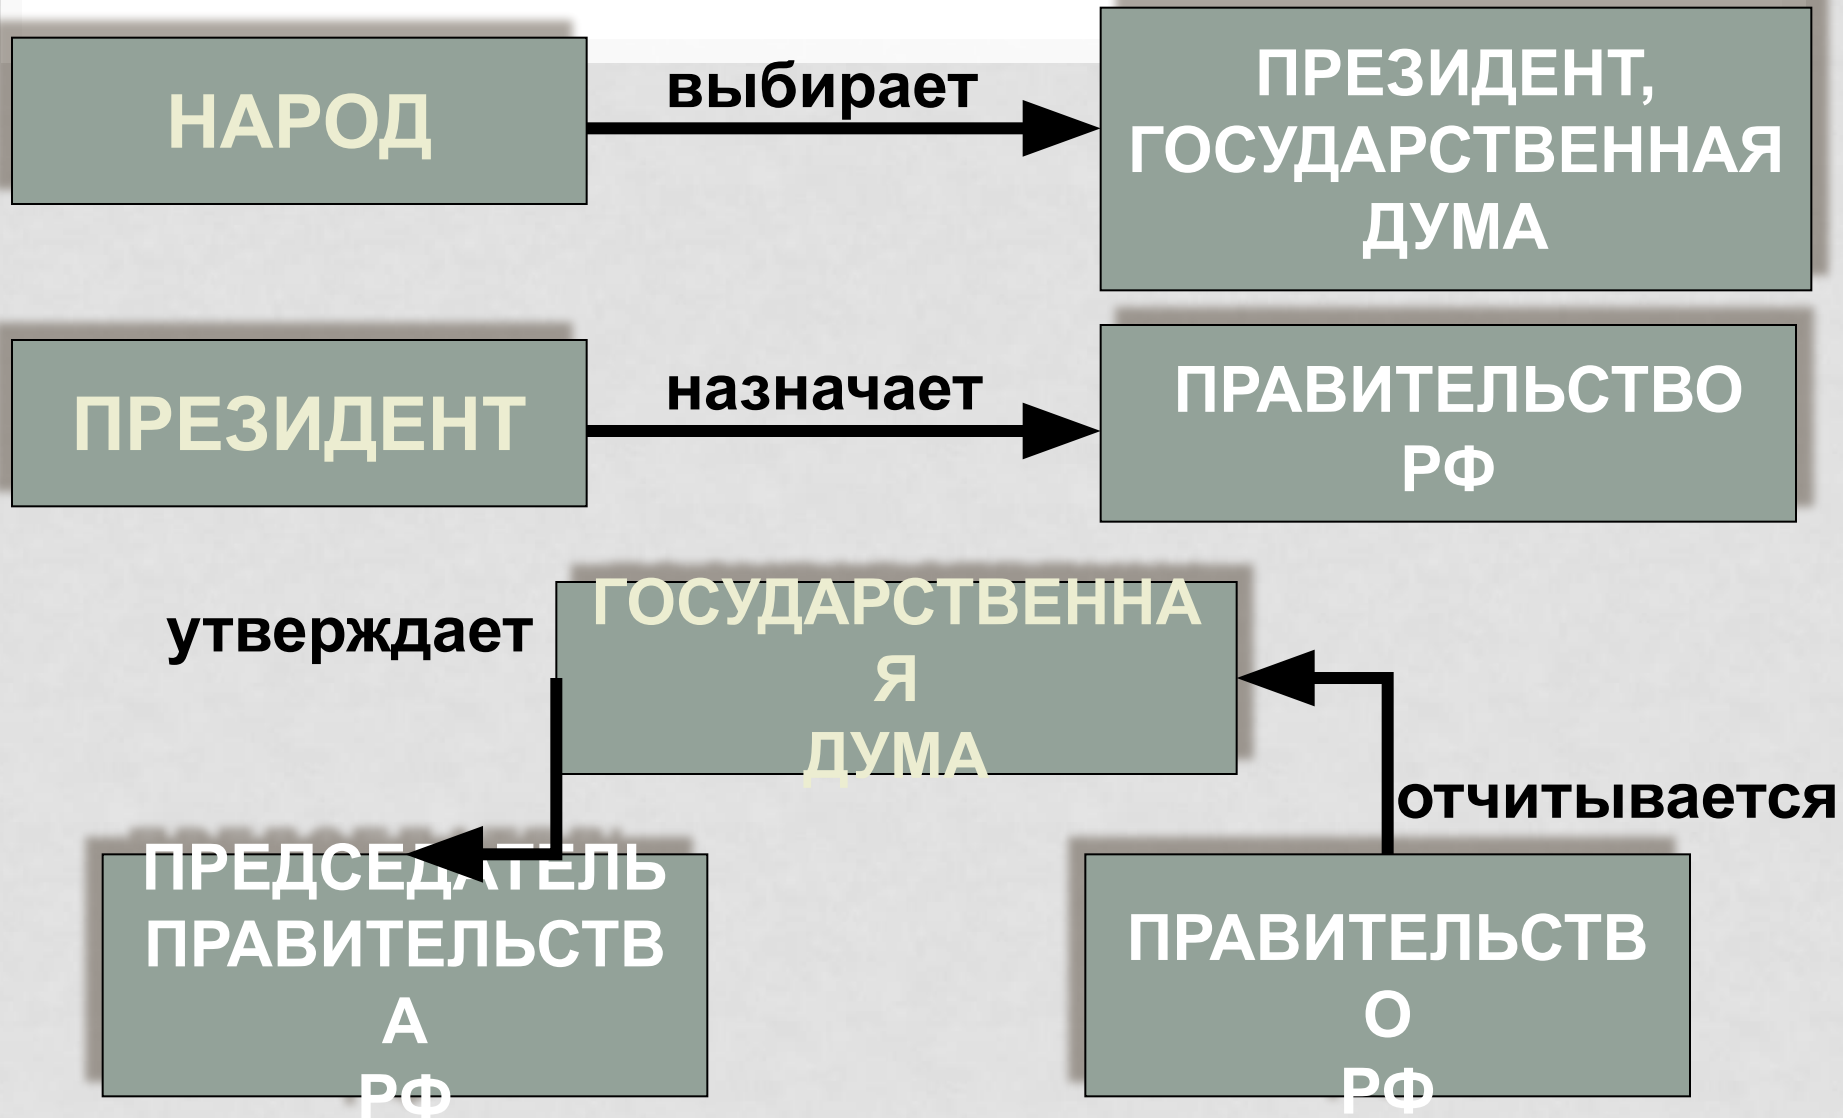 НАРОД
выбирает
ПРЕЗИДЕНТ,
ГОСУДАРСТВЕННАЯ
ДУМА
ПРЕЗИДЕНТ
назначает
ПРАВИТЕЛЬСТВО
РФ
утверждает
ГОСУДАРСТВЕННА
Я
ДУМА
отчитывается
ПРЕДСЕДАТЕЛЬ
ПРАВИТЕЛЬСТВ
А
РФ
ПРАВИТЕЛЬСТВ
О
РФ